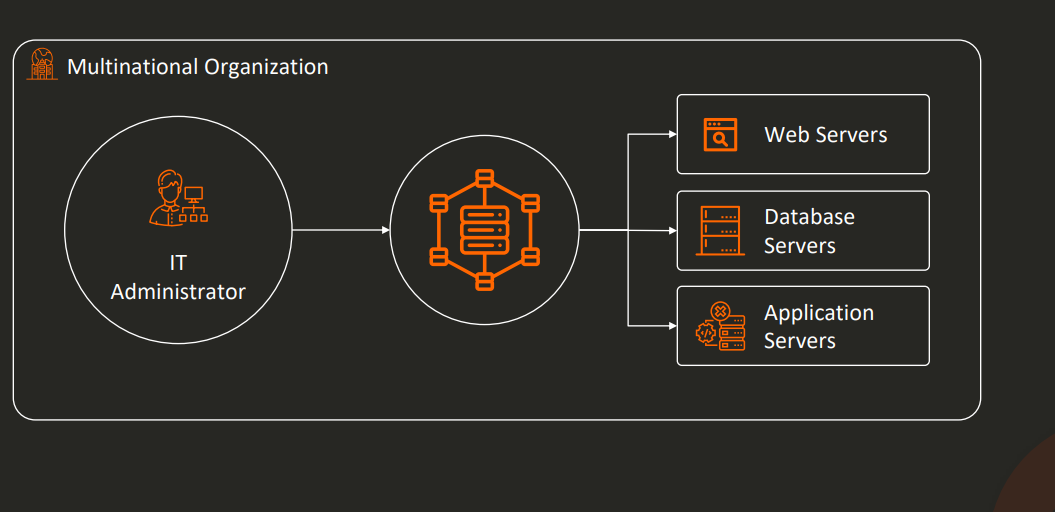 Multinational Organization
IT
Administrator
Web Servers
Database
Servers
Application
Servers